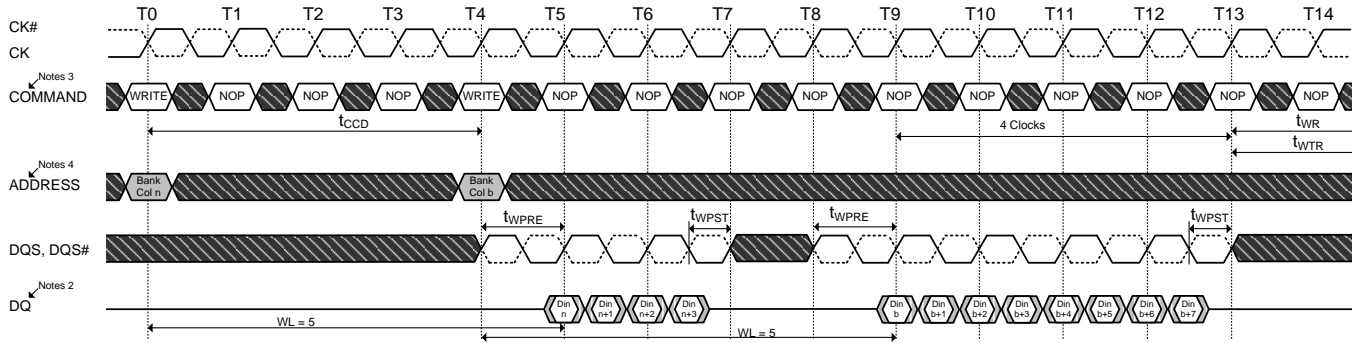 T0 T1 T2 T3 T4 T5 T6 T7 T8 T9 T10 T11 T12 T13 T14
CK#
CK
Notes 3
COMMAND WRITE NOP NOP NOP WRITE NOP NOP NOP NOP NOP NOP NOP NOP NOP NOP
tCCD 4 Clocks tWR
tWTR
Notes 4
ADDRESS
Bank Bank
Col n Col b
tWPRE tWPST tWPRE tWPST
DQS, DQS#
Notes 2
DQ
Din Din Din Din Din Din Din Din Din Din Din Din
n n+1 n+2 n+3 b b+1 b+2 b+3 b+4 b+5 b+6 b+7
WL = 5
WL = 5